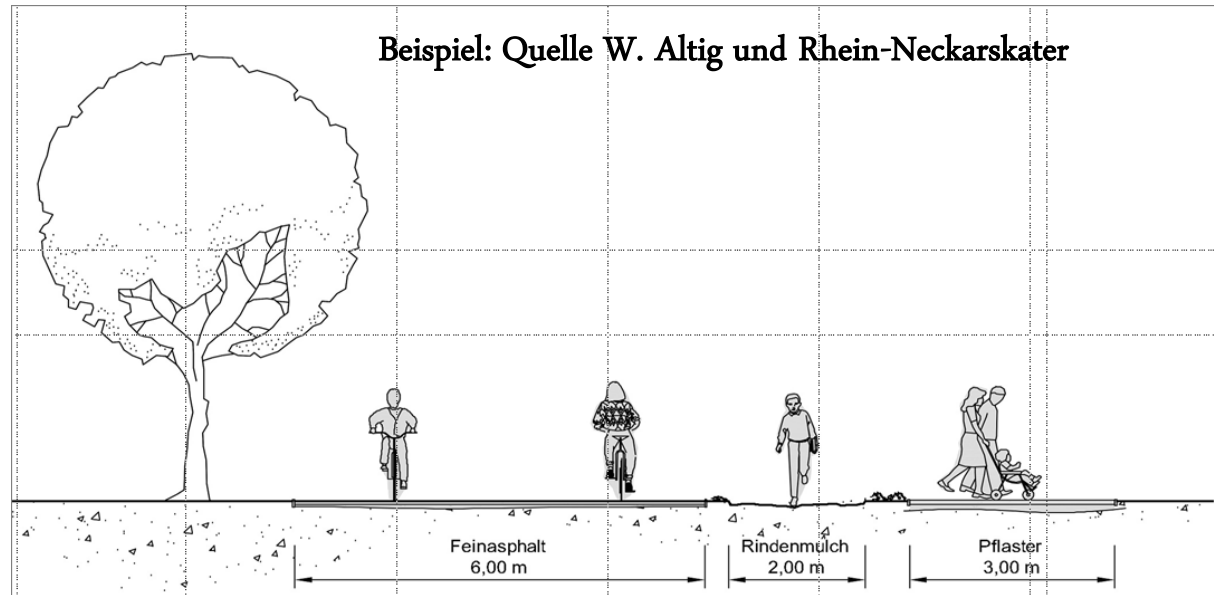 Beispiel: Quelle W. Altig und Rhein-Neckarskater
Feinasphalt
6,00 m
Rindenmulch
2,00 m
Pflaster
3,00 m